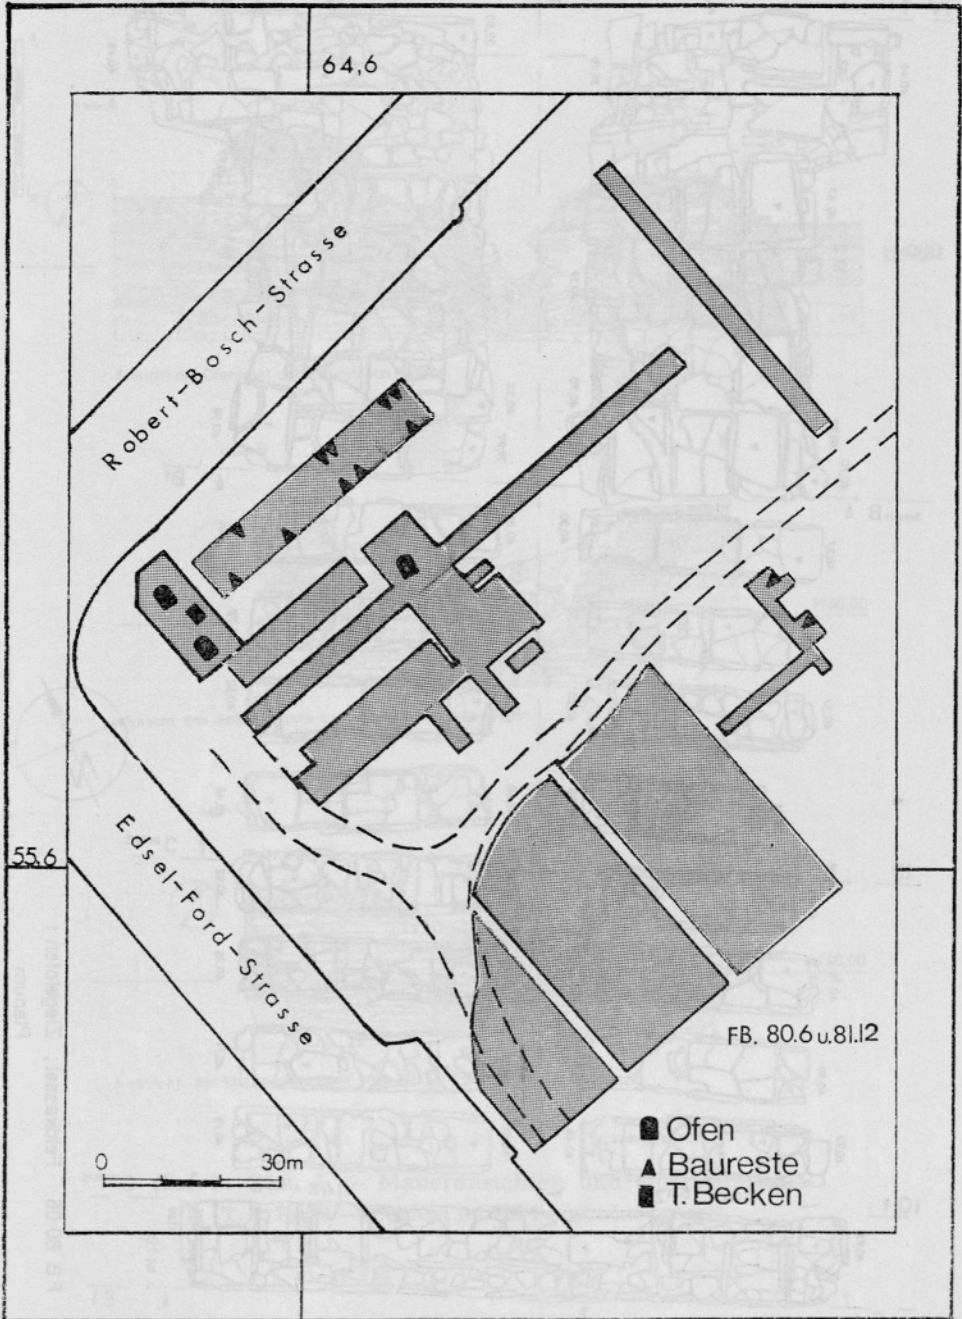 64,6
Robert-Bosch-Strasse
55,6
Edsel-Ford-Strasse
FB. 80.6 u.81.12
Ofen
Baureste
T.Becken
0 30m